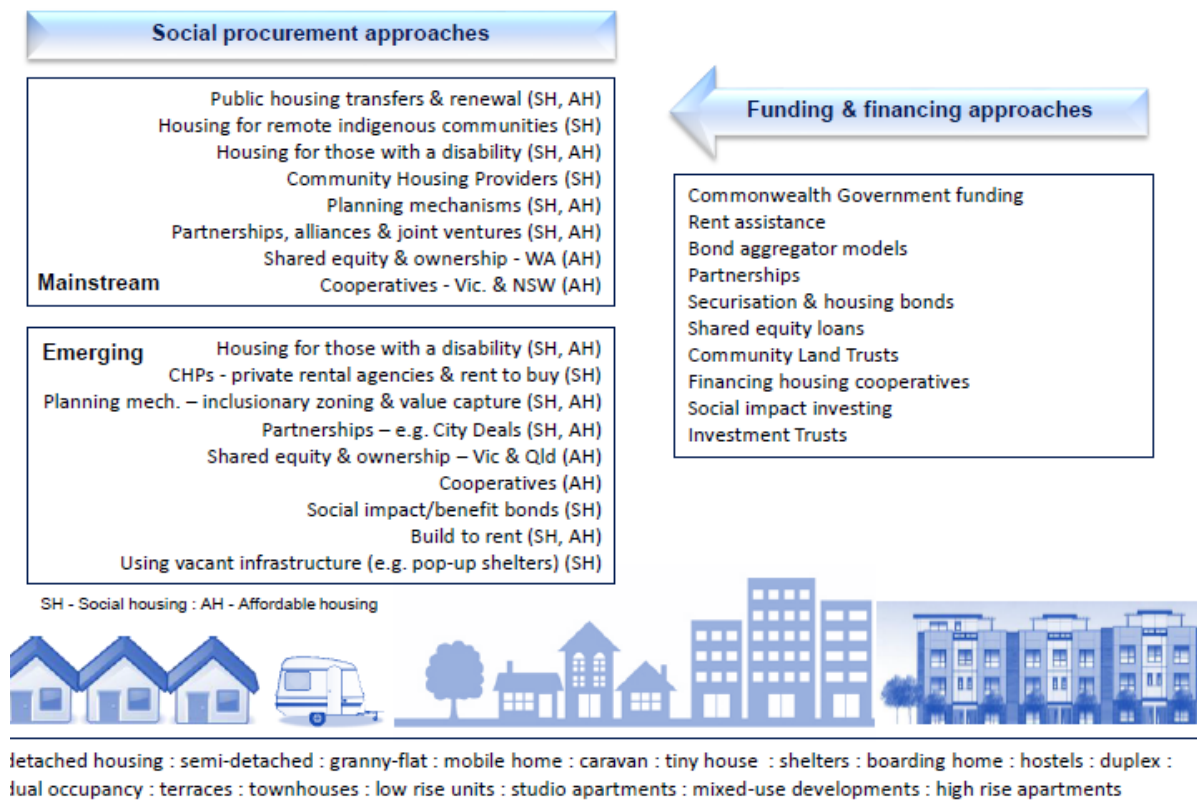 Social procurement approaches
Public housing transfers & renewal (SH, AH)
Housing for remote indigenous communities (SH)
Housing for those with a disability (SH, AH)
Community Housing Providers (SH)
Planning mechanisms (SH, AH)
Partnerships, alliances & joint ventures (SH, AH)
Shared equity & ownership - WA (AH)
Mainstream Cooperatives - Vic. & NSW (AH)
Emerging Housing for those with a disability (SH, AH)
CHPs - private rental agencies & rent to buy (SH)
Planning mech. – inclusionary zoning & value capture (SH, AH)
Partnerships – e.g. City Deals (SH, AH)
Shared equity & ownership – Vic & Qld (AH)
Cooperatives (AH)
Social impact/benefit bonds (SH)
Build to rent (SH, AH)
Using vacant infrastructure (e.g. pop-up shelters) (SH)
SH - Social housing : AH - Affordable housing
Funding & financing approaches
Commonwealth Government funding
Rent assistance
Bond aggregator models
Partnerships
Securisation & housing bonds
Shared equity loans
Community Land Trusts
Financing housing cooperatives
Social impact investing
Investment Trusts
detached housing : semi-detached : granny-flat : mobile home : caravan : tiny house : shelters : boarding home : hostels : duplex :
dual occupancy : terraces : townhouses : low rise units : studio apartments : mixed-use developments : high rise apartments